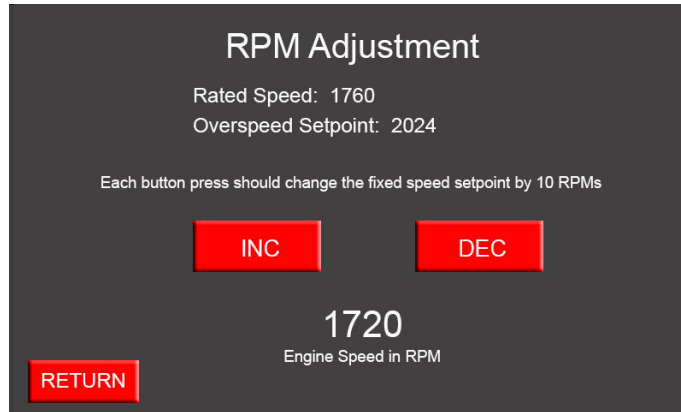 RPM Adjustment
Rated Speed: 1760
Overspeed Setpoint: 2024
Each button press should change the fixed speed setpoint by 10 RPMs
INC
DEC
1720
Engine Speed in RPM
RETURN